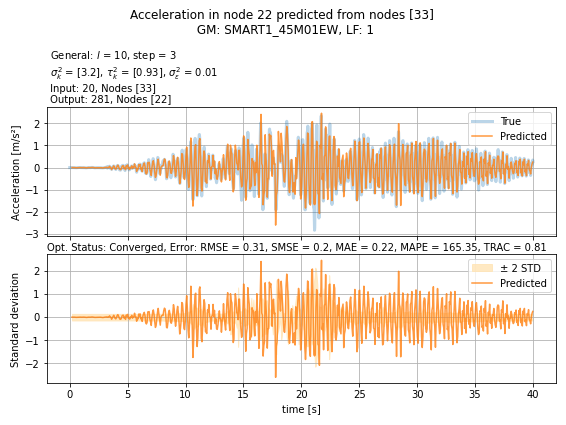 Acceleration in node 22 predicted from nodes [33]
GM: SMART1_45M01EW, LF: 1
General: l = 10, step = 3
σ²ₖ = [3.2], τ²ₖ = [0.93], σ²ε = 0.01
Input: 20, Nodes [33]
Output: 281, Nodes [22]
Acceleration [m/s²]
2
1
0
−1
−2
−3
True
Predicted
Opt. Status: Converged, Error: RMSE = 0.31, SMSE = 0.2, MAE = 0.22, MAPE = 165.35, TRAC = 0.81
Standard deviation
2
1
0
−1
−2
± 2 STD
Predicted
0 5 10 15 20 25 30 35 40
time [s]